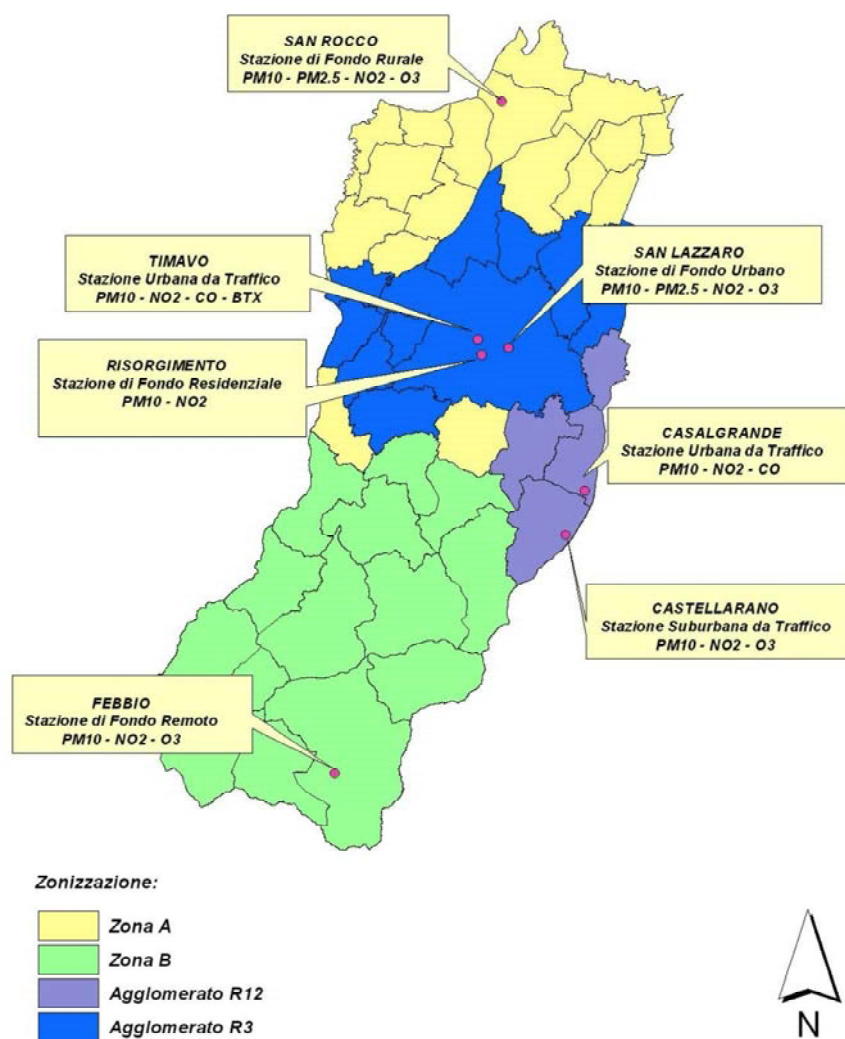 SAN ROCCO
Stazione di Fondo Rurale
PM10 - PM2.5 - NO2 - O3
TIMAVO
Stazione Urbana da Traffico
PM10 - NO2 - CO - BTX
SAN LAZZARO
Stazione di Fondo Urbano
PM10 - PM2.5 - NO2 - O3
RISORGIMENTO
Stazione di Fondo Residenziale
PM10 - NO2
CASALGRANDE
Stazione Urbana da Traffico
PM10 - NO2 - CO
CASTELLARANO
Stazione Suburbana da Traffico
PM10 - NO2 - O3
FEBBIO
Stazione di Fondo Remoto
PM10 - NO2 - O3
Zonizzazione:
Zona A
Zona B
Agglomerato R12
Agglomerato R3
N